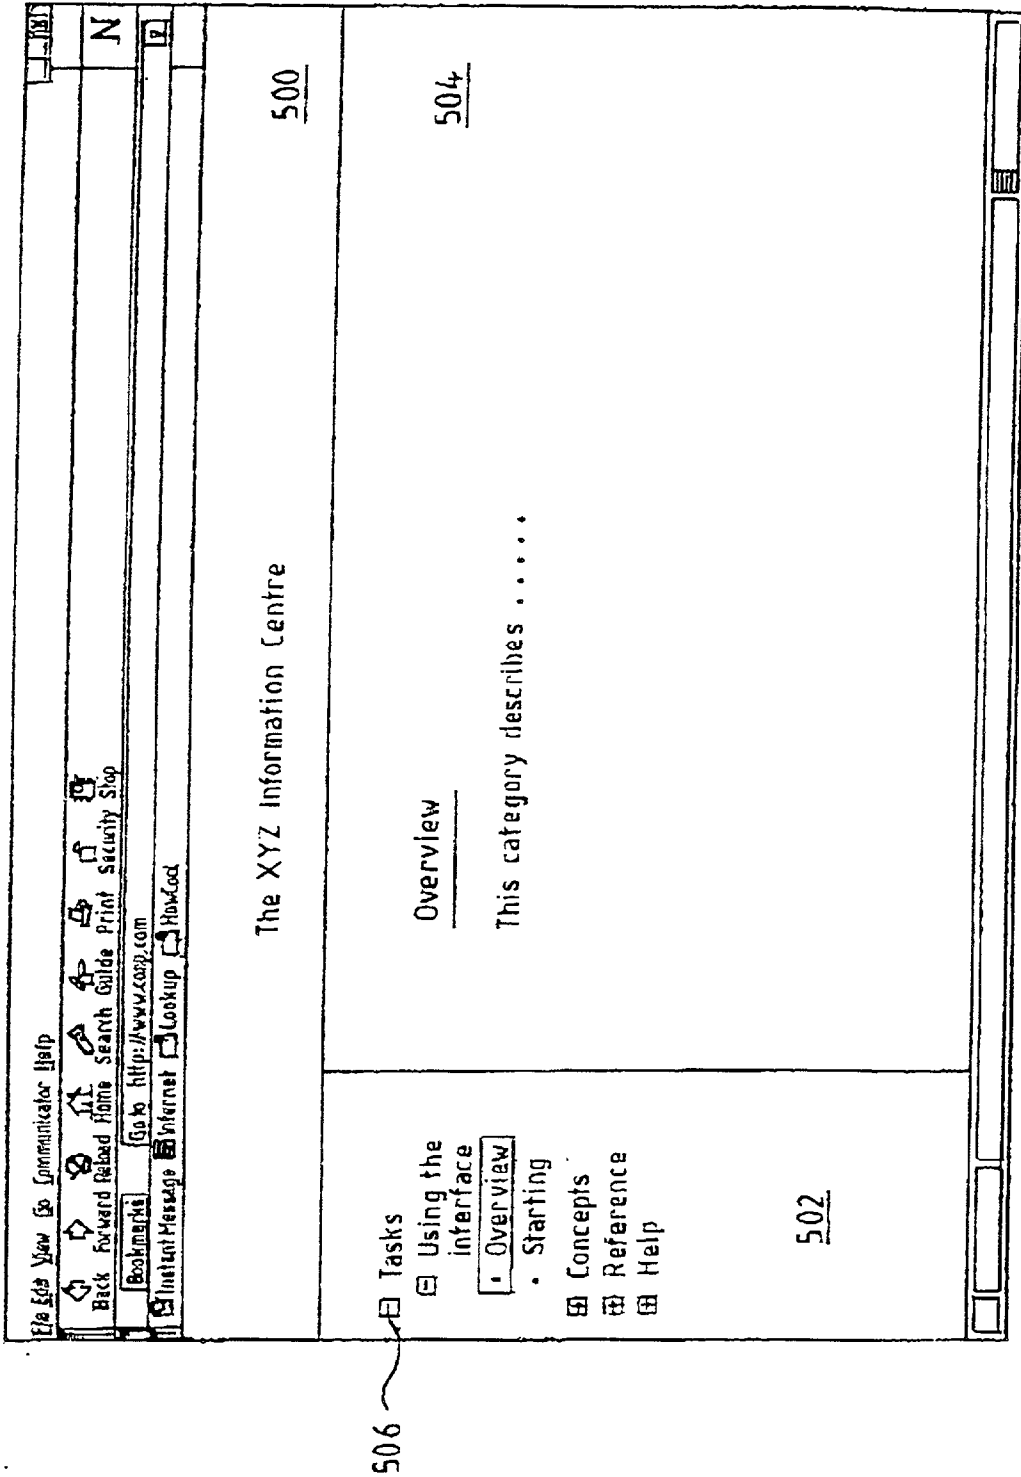 File Edit View Go Communicator Help
Back Forward Reload Home Search Guide Print Security Stop
N
Bookmarks Go to http://www.corp.com
Instant Message Internet Lookup New&Cool
The XYZ Information Centre
500
506
Tasks
Using the
interface
• Overview
• Starting
Concepts
Reference
Help
502
Overview
504
This category describes ......